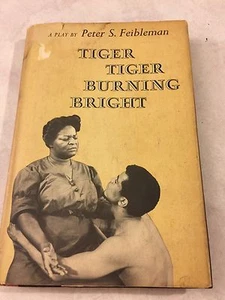 A PLAY BY Peter S. Feibleman
TIGER
TIGER
BURNING
BRIGHT